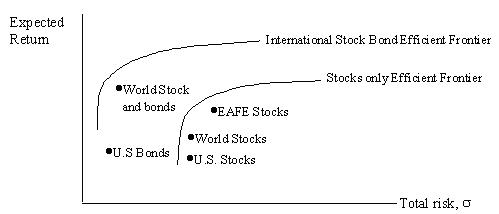 Expected
Return
International Stock Bond Efficient Frontier
Stocks only Efficient Frontier
World Stock
and bonds
EAFE Stocks
World Stocks
U.S Bonds
U.S. Stocks
Total risk, σ